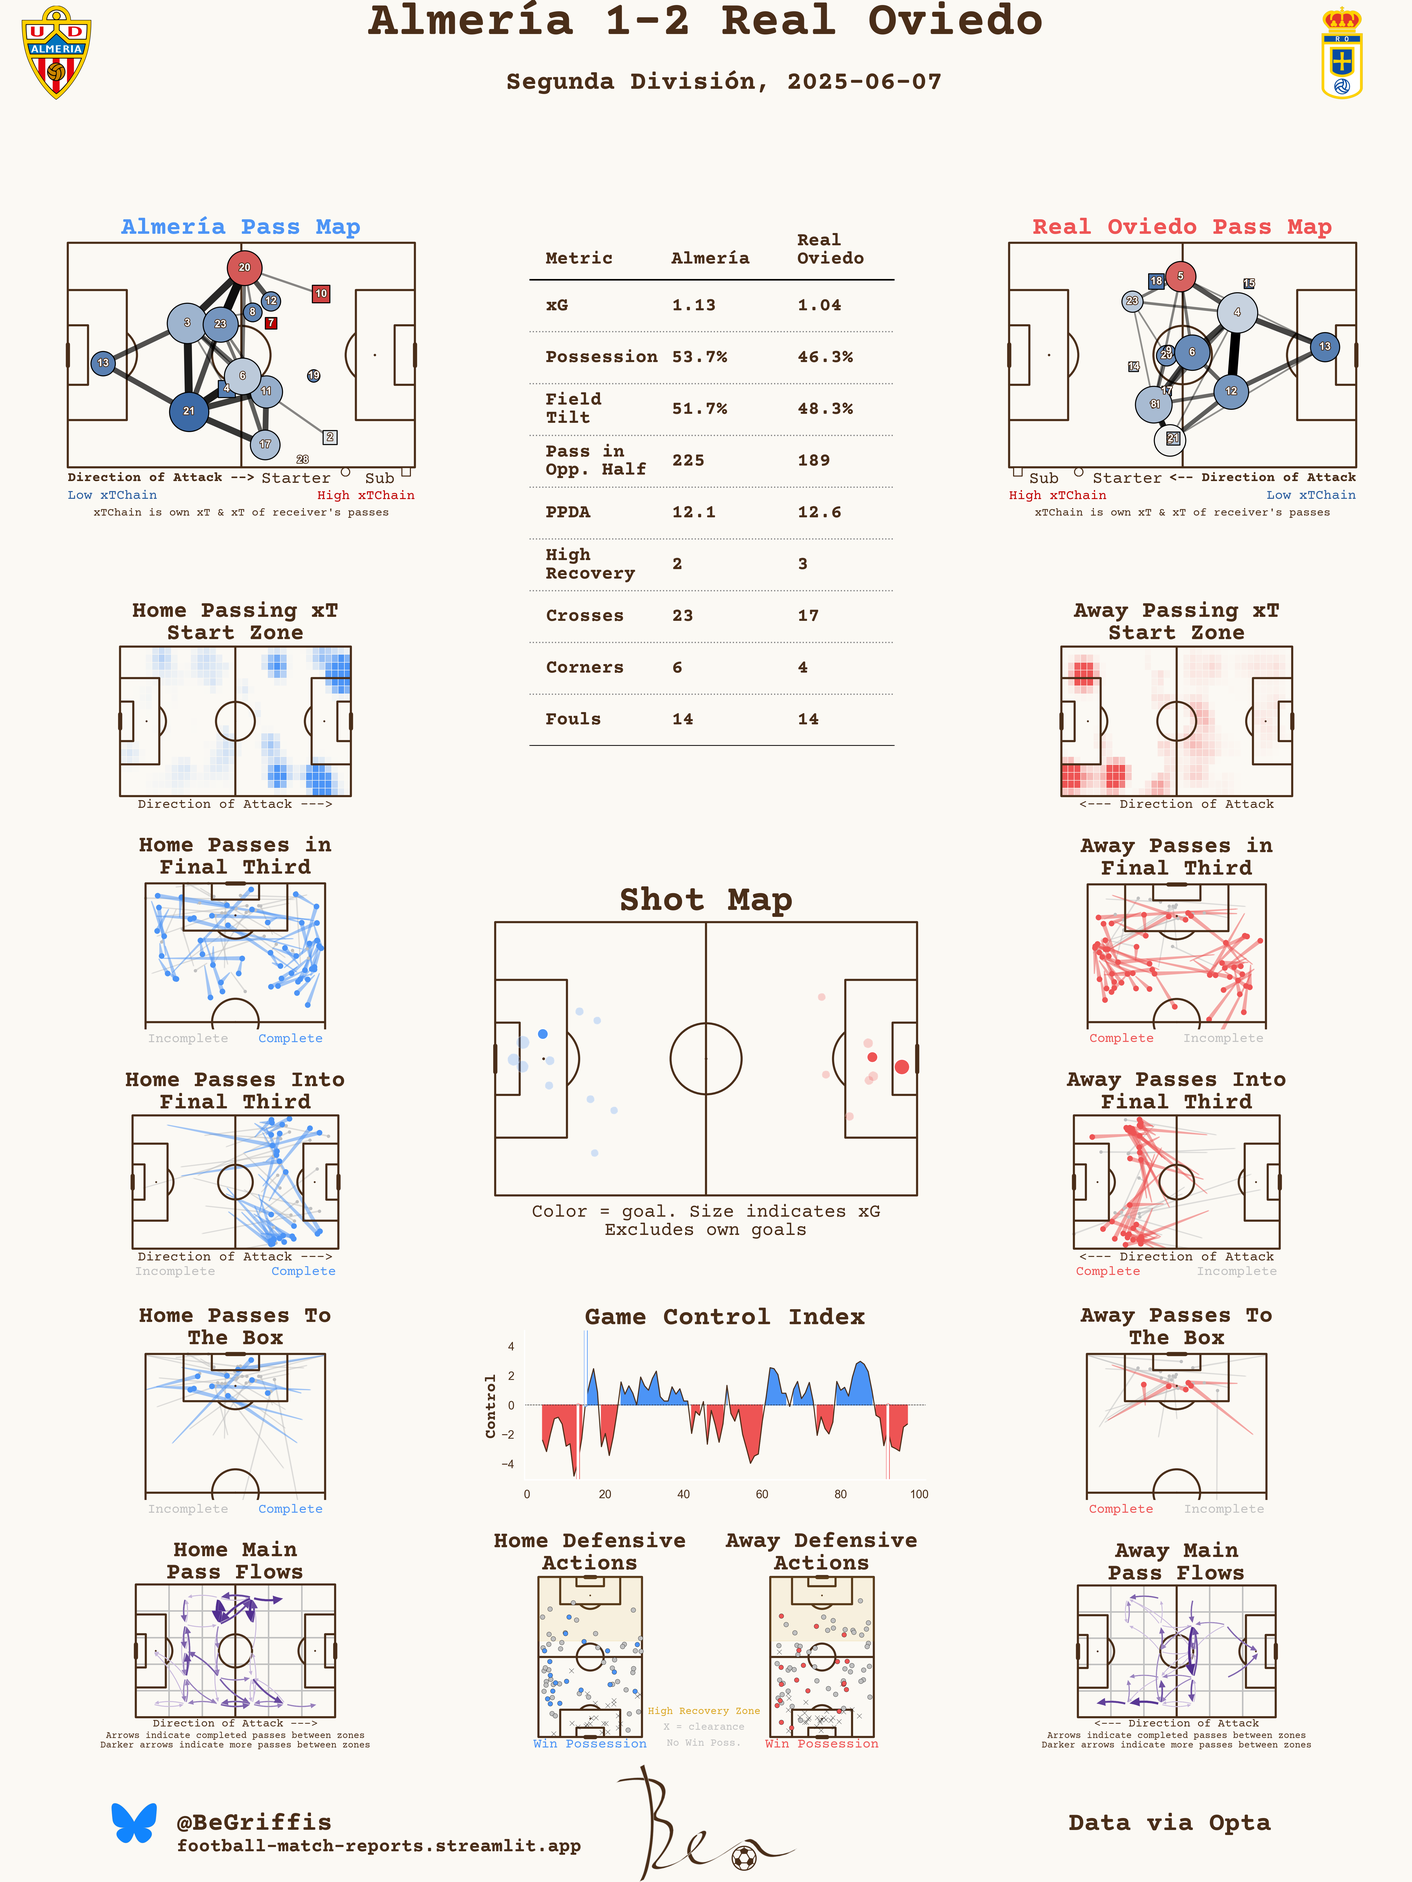 Almería 1-2 Real Oviedo
Segunda División, 2025-06-07
U D
ALMERIA
R O
Almería Pass Map
20
10
12
8
7
3
23
13
6
19
4
11
21
2
17
28
Direction of Attack --> Starter Sub
Low xTChain High xTChain
xTChain is own xT & xT of receiver's passes
Metric Almería Real Oviedo
xG 1.13 1.04
Possession 53.7% 46.3%
Field Tilt 51.7% 48.3%
Pass in Opp. Half 225 189
PPDA 12.1 12.6
High Recovery 2 3
Crosses 23 17
Corners 6 4
Fouls 14 14
Real Oviedo Pass Map
5
18
15
23
4
6
13
14
17
12
81
21
Sub Starter <-- Direction of Attack
High xTChain Low xTChain
xTChain is own xT & xT of receiver's passes
Home Passing xT
Start Zone
Direction of Attack --->
Away Passing xT
Start Zone
<--- Direction of Attack
Home Passes in
Final Third
Incomplete Complete
Away Passes in
Final Third
Complete Incomplete
Shot Map
Color = goal. Size indicates xG
Excludes own goals
Home Passes Into
Final Third
Direction of Attack --->
Incomplete Complete
Away Passes Into
Final Third
<--- Direction of Attack
Complete Incomplete
Home Passes To
The Box
Incomplete Complete
Game Control Index
Control
4
2
0
−2
−4
0 20 40 60 80 100
Away Passes To
The Box
Complete Incomplete
Home Main
Pass Flows
Direction of Attack --->
Arrows indicate completed passes between zones
Darker arrows indicate more passes between zones
Home Defensive
Actions
Win Possession
Away Defensive
Actions
Win Possession
High Recovery Zone
X = clearance
No Win Poss.
Away Main
Pass Flows
<--- Direction of Attack
Arrows indicate completed passes between zones
Darker arrows indicate more passes between zones
@BeGriffis
football-match-reports.streamlit.app
Ben
Data via Opta